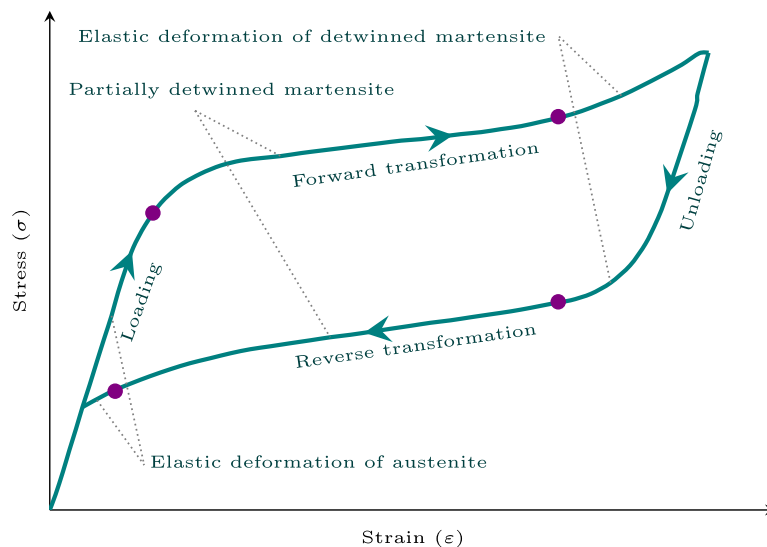 Elastic deformation of detwinned martensite
Partially detwinned martensite
Forward transformation
Unloading
Stress (σ)
Loading
Reverse transformation
Elastic deformation of austenite
Strain (ε)